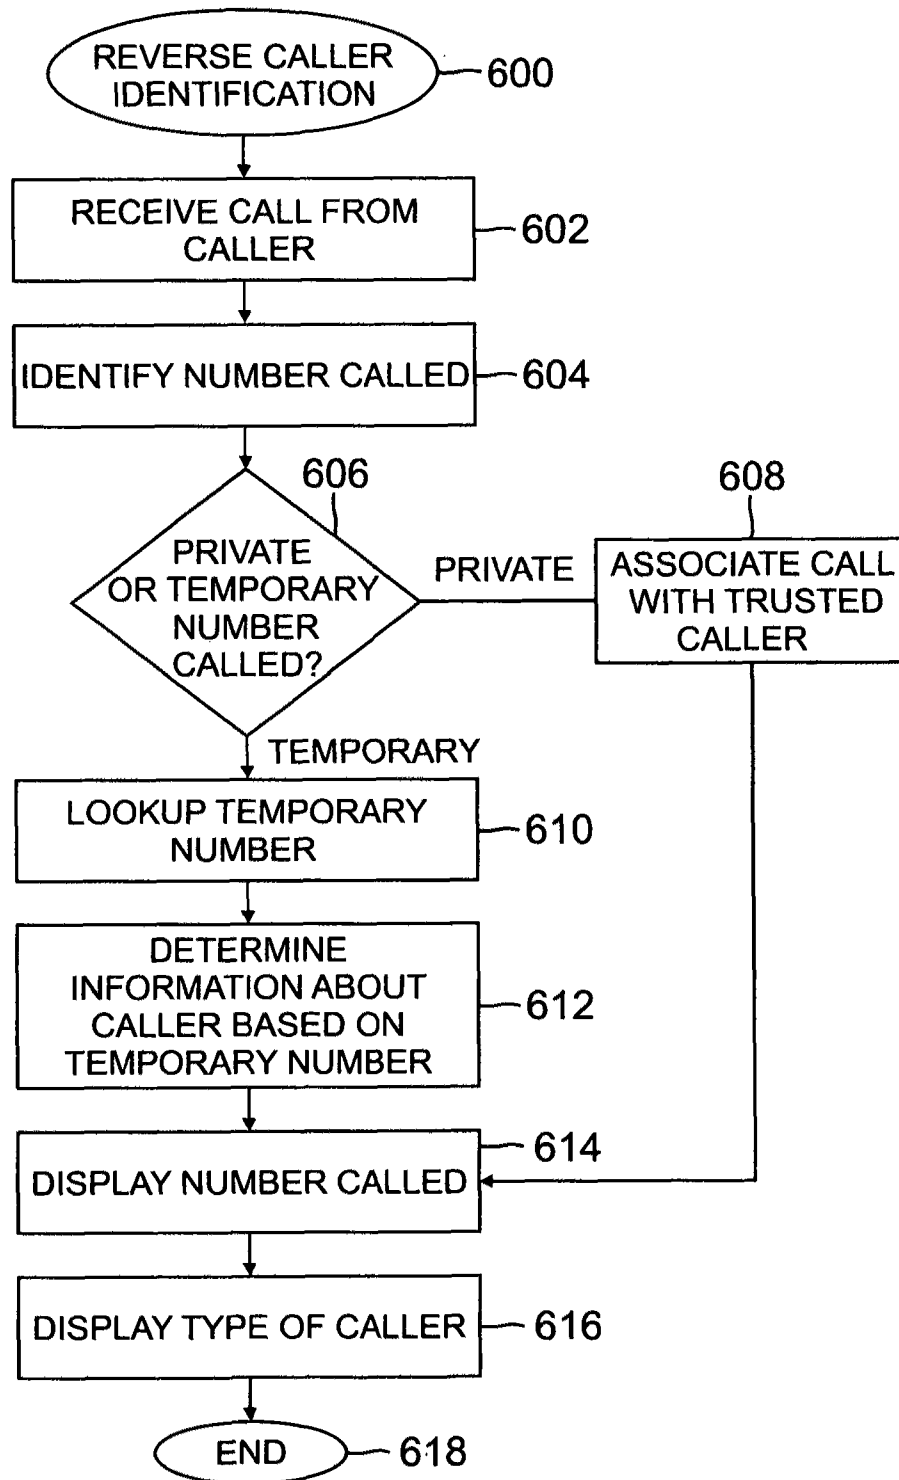 REVERSE CALLER
IDENTIFICATION
600
RECEIVE CALL FROM
CALLER
602
IDENTIFY NUMBER CALLED
604
606
PRIVATE
OR TEMPORARY
NUMBER
CALLED?
PRIVATE
608
ASSOCIATE CALL
WITH TRUSTED
CALLER
TEMPORARY
LOOKUP TEMPORARY
NUMBER
610
DETERMINE
INFORMATION ABOUT
CALLER BASED ON
TEMPORARY NUMBER
612
DISPLAY NUMBER CALLED
614
DISPLAY TYPE OF CALLER
616
END
618